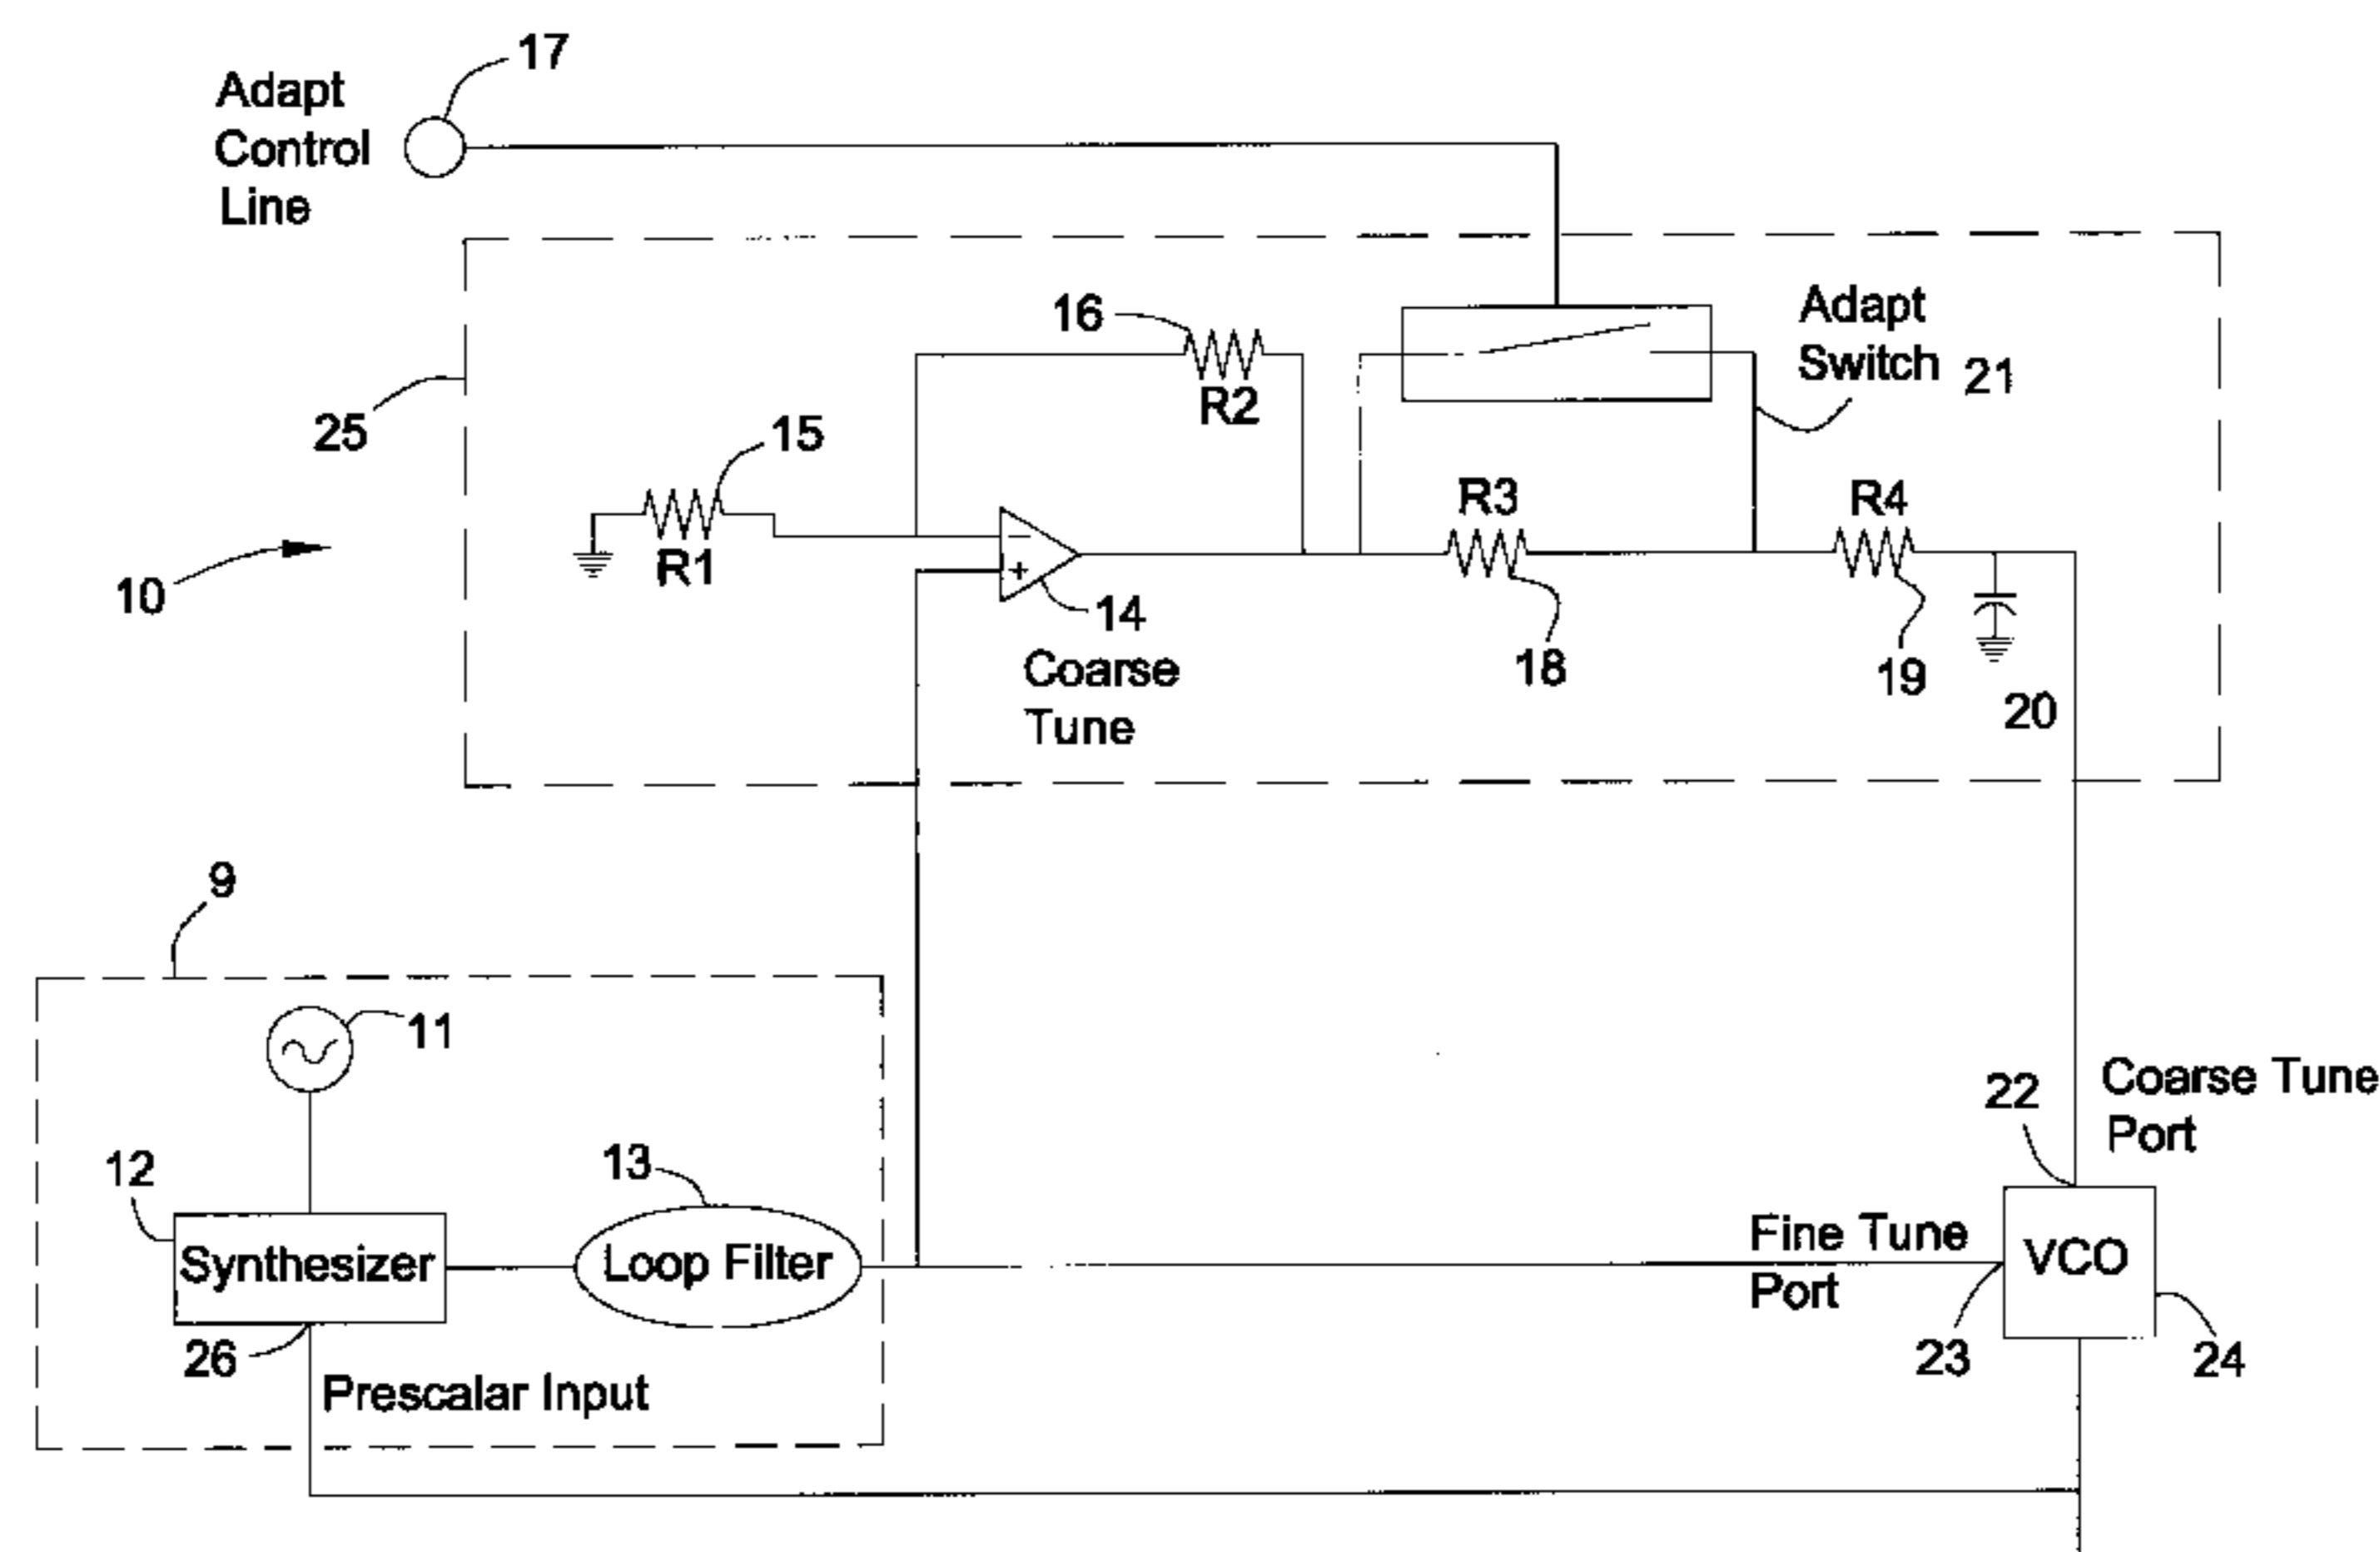 17
Adapt
Control
Line
16
R2
Adapt
Switch 21
25
15
R3
R4
R1
−
+
10
14
18
19
Coarse
Tune
20
9
11
22
Coarse Tune
Port
12
13
Synthesizer
Loop Filter
Fine Tune
Port
VCO
26
23
24
Prescalar Input